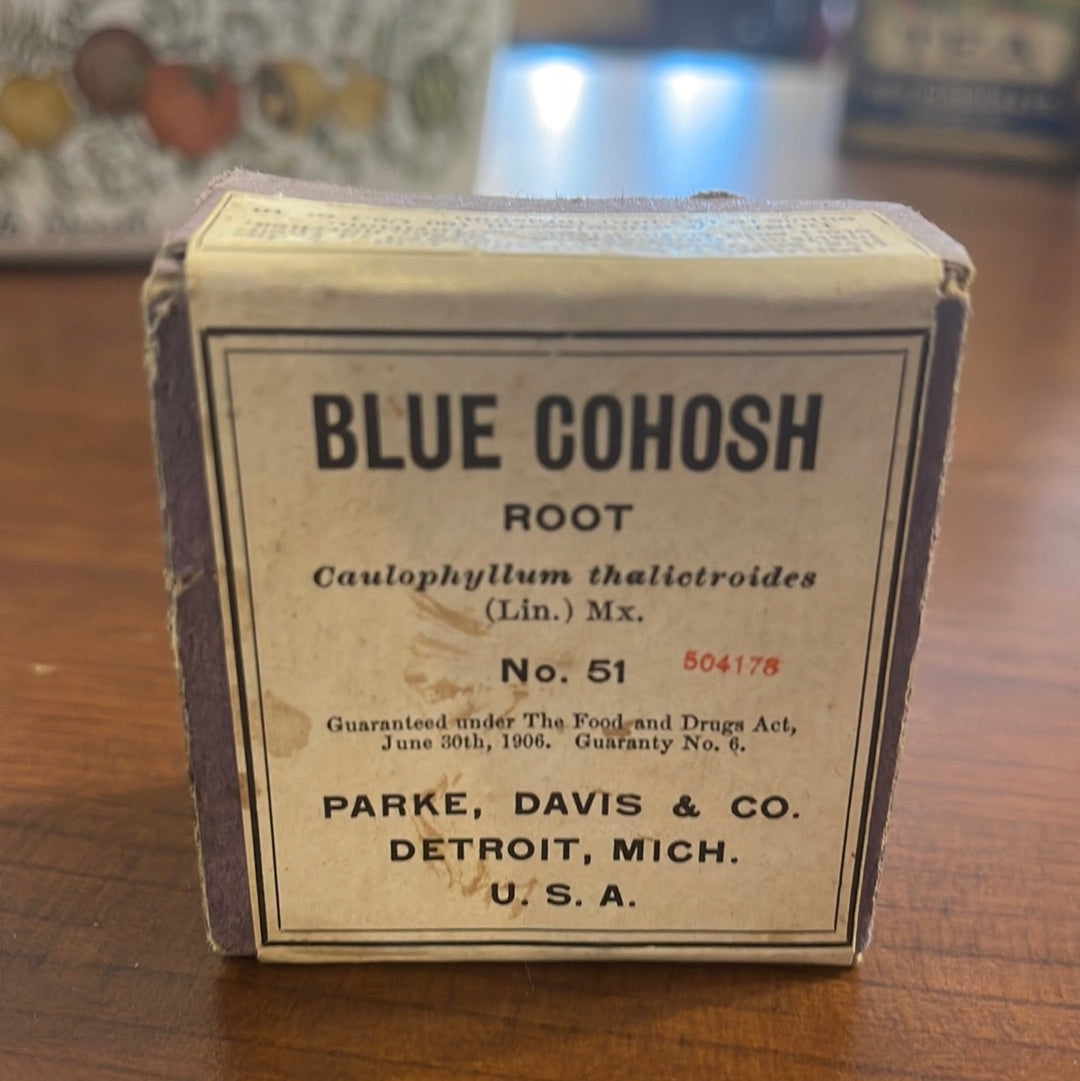 BLUE COHOSH
ROOT
Caulophyllum thalictroides
(Lin.) Mx.
No. 51 504178
Guaranteed under The Food and Drugs Act,
June 30th, 1906. Guaranty No. 6.
PARKE, DAVIS & CO.
DETROIT, MICH.
U. S. A.
TEA